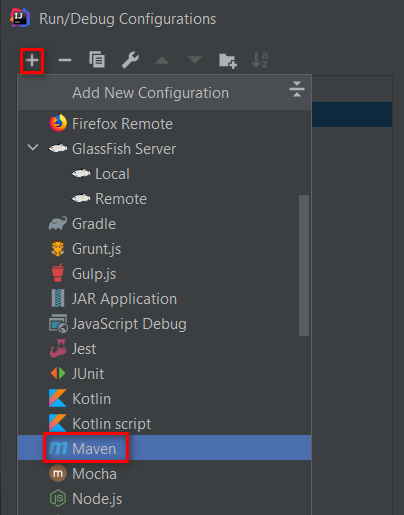 Run/Debug Configurations
Add New Configuration
Firefox Remote
GlassFish Server
Local
Remote
Gradle
Grunt.js
Gulp.js
JAR Application
JavaScript Debug
Jest
JUnit
Kotlin
Kotlin script
Maven
Mocha
Node.js